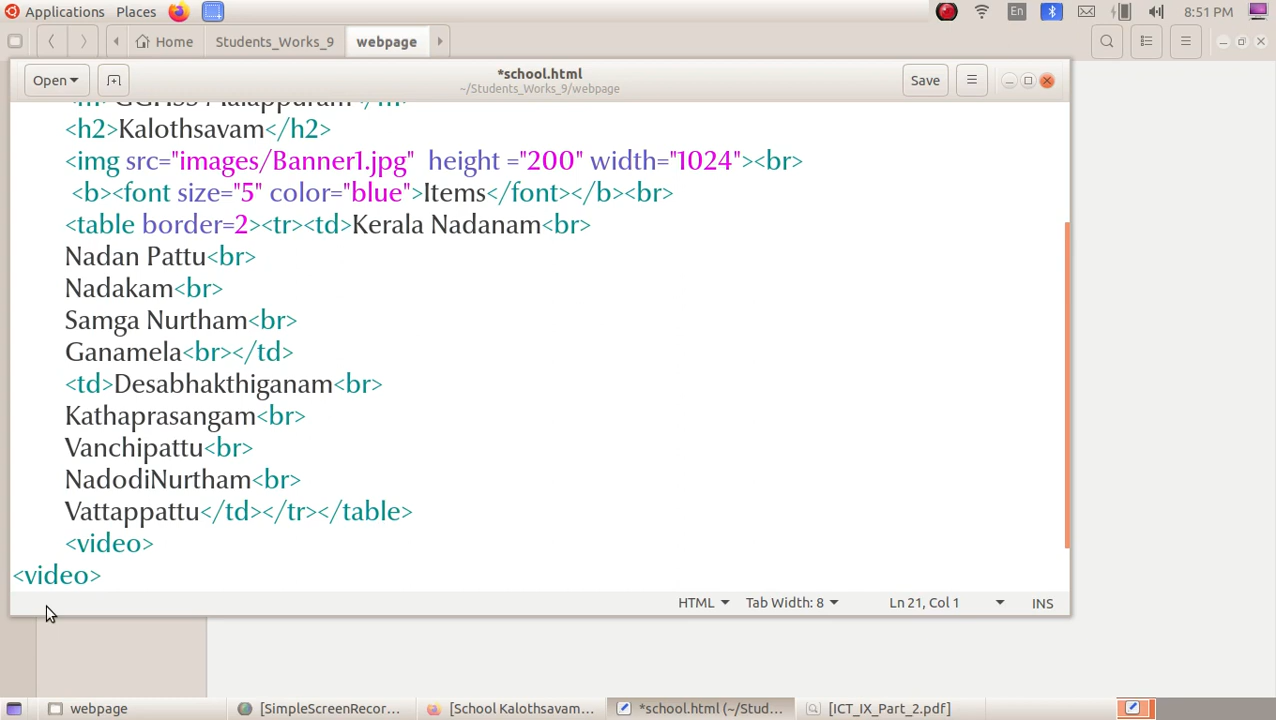 Applications Places En 8:51 PM
Home Students_Works_9 webpage
Open *school.html Save
~/Students_Works_9/webpage
<h2>Kalothsavam</h2>
<img src="images/Banner1.jpg" height ="200" width="1024"><br>
<b><font size="5" color="blue">Items</font></b><br>
<table border=2><tr><td>Kerala Nadanam<br>
Nadan Pattu<br>
Nadakam<br>
Samga Nurtham<br>
Ganamela<br></td>
<td>Desabhakthiganam<br>
Kathaprasangam<br>
Vanchipattu<br>
NadodiNurtham<br>
Vattappattu</td></tr></table>
<video>
<video>
HTML Tab Width: 8 Ln 21, Col 1 INS
webpage [SimpleScreenRecor... [School Kalothsavam... *school.html (~/Stud... [ICT_IX_Part_2.pdf]